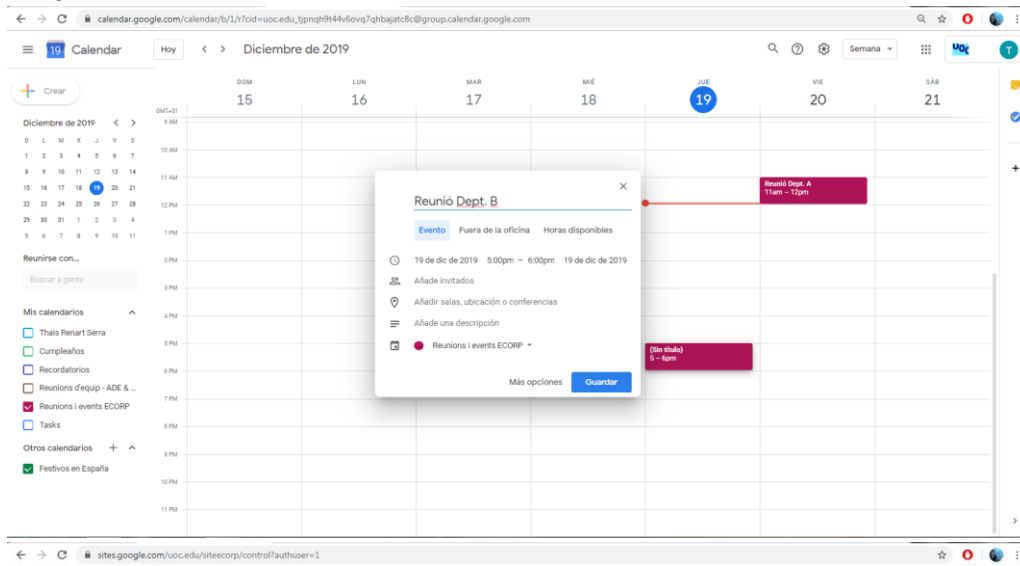 calendar.google.com/calendar/b/1/r?cid=uoc.edu_tjpnqh9t44v6ovq7qhbajatc8c@group.calendar.google.com
19 Calendar Hoy Diciembre de 2019 Semana UOC T
Crear
DOM LUN MAR MIÉ JUE VIE SÁB
15 16 17 18 19 20 21
GMT+01
Diciembre de 2019
D L M X J V S
1 2 3 4 5 6 7
8 9 10 11 12 13 14
15 16 17 18 19 20 21
22 23 24 25 26 27 28
29 30 31 1 2 3 4
5 6 7 8 9 10 11
Reunirse con...
Buscar a gente
Mis calendarios
Thais Renart Serra
Cumpleaños
Recordatorios
Reunions d'equip - ADE & ...
Reunions i events ECORP
Tasks
Otros calendarios
Festivos en España
9 AM
10 AM
11 AM
12 PM
1 PM
2 PM
3 PM
4 PM
5 PM
6 PM
7 PM
8 PM
9 PM
10 PM
11 PM
Reunió Dept. B
Evento Fuera de la oficina Horas disponibles
19 de dic de 2019 5:00pm – 6:00pm 19 de dic de 2019
Añade invitados
Añadir salas, ubicación o conferencias
Añade una descripción
Reunions i events ECORP
Más opciones Guardar
Reunió Dept. A
11am – 12pm
(Sin título)
5 – 6pm
sites.google.com/uoc.edu/siteecorp/control?authuser=1